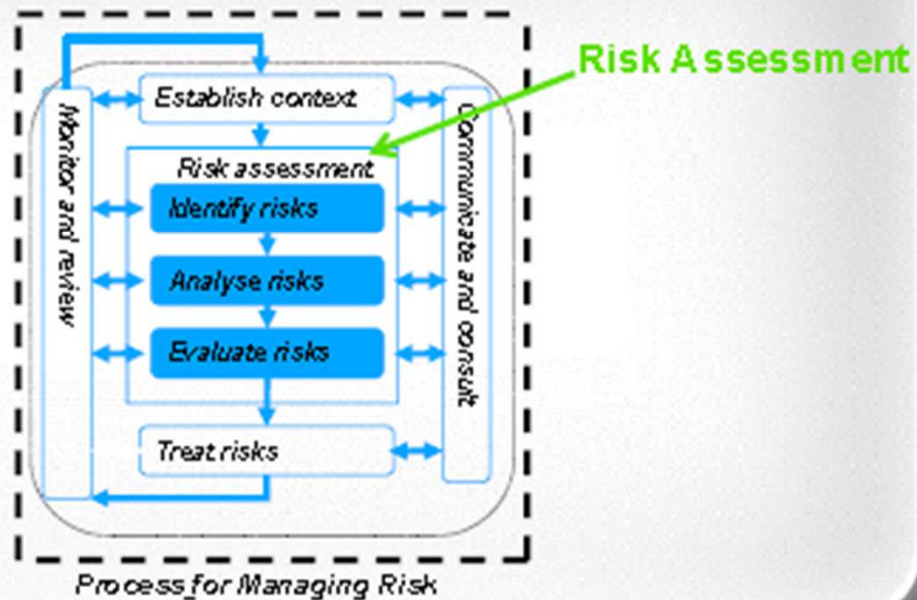 Risk Assessment
Establish context
Monitor and review
Communicate and consult
Risk assessment
Identify risks
Analyse risks
Evaluate risks
Treat risks
Process for Managing Risk